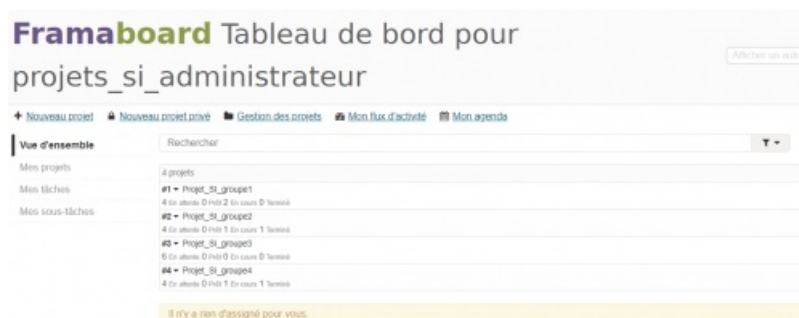 Framaboard Tableau de bord pour
projets_si_administrateur
Afficher un autr
Nouveau projet Nouveau projet privé Gestion des projets Mon flux d'activité Mon agenda
Vue d'ensemble
Rechercher
Mes projets
Mes tâches
Mes sous-tâches
4 projets
#1 Projet_SI_groupe1
4 En attente 0 Prêt 2 En cours 0 Terminé
#2 Projet_SI_groupe2
4 En attente 0 Prêt 1 En cours 1 Terminé
#3 Projet_SI_groupe3
6 En attente 0 Prêt 0 En cours 0 Terminé
#4 Projet_SI_groupe4
4 En attente 0 Prêt 1 En cours 1 Terminé
Il n'y a rien d'assigné pour vous.